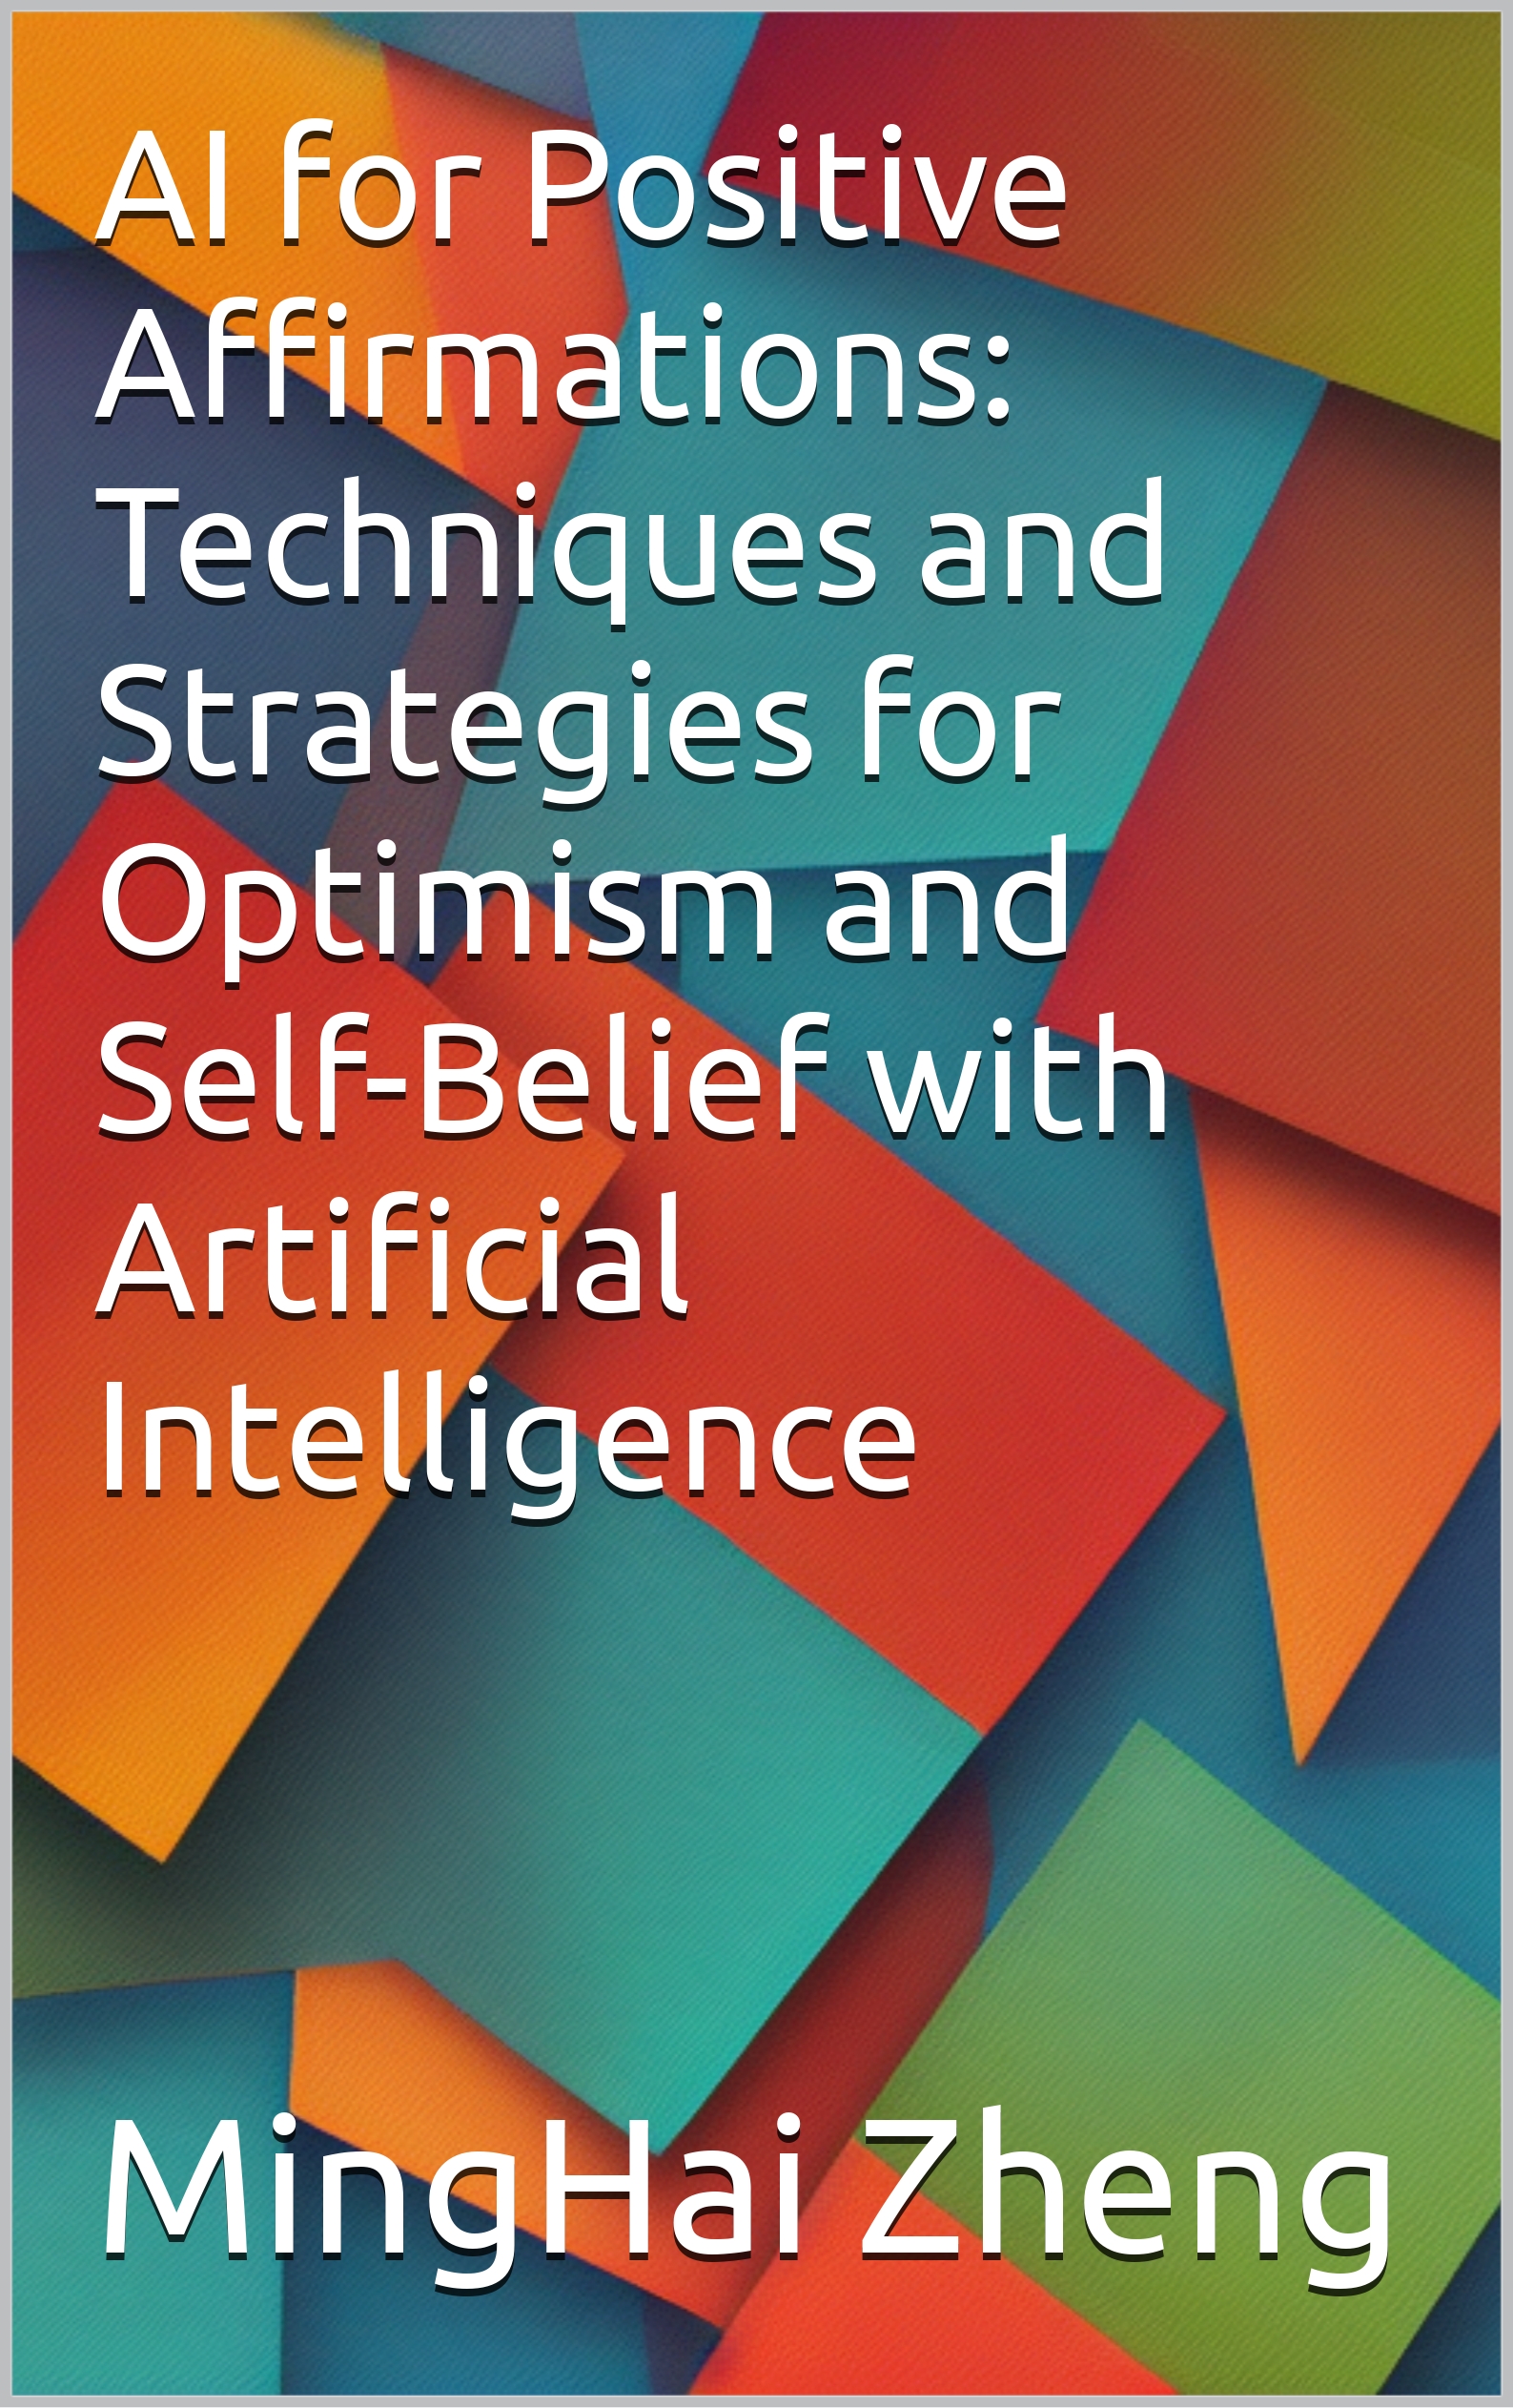 AI for Positive
Affirmations:
Techniques and
Strategies for
Optimism and
Self-Belief with
Artificial
Intelligence
MingHai Zheng